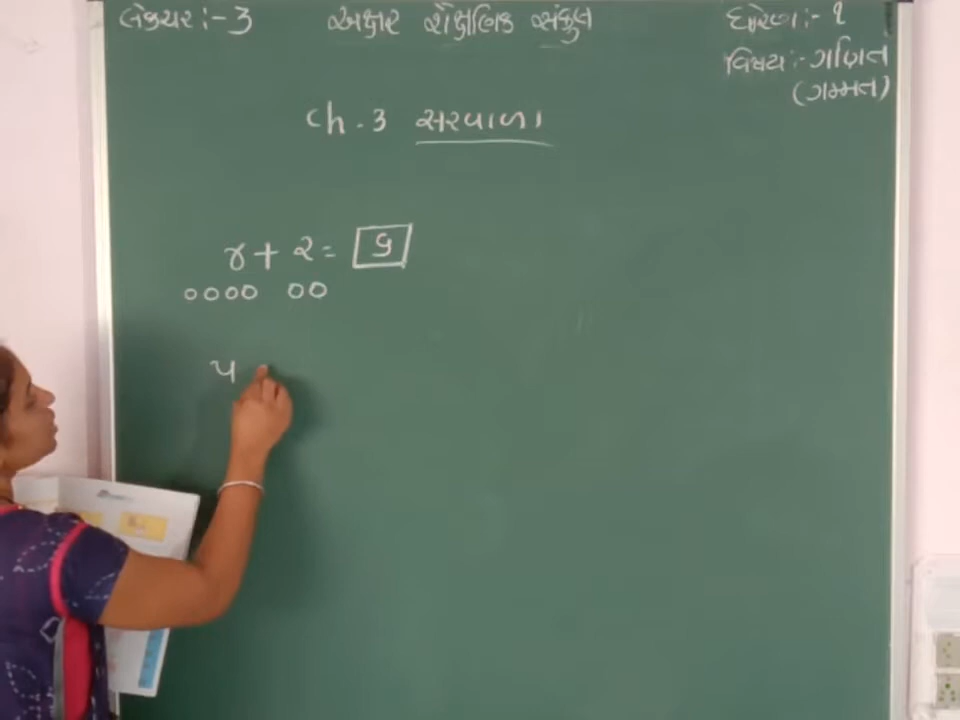 લેક્ચર :- 3
અક્ષર શૈક્ષણિક સંકુલ
ધોરણ :- ૧
વિષય :- ગણિત
(ગમ્મત)
Ch. 3 સરવાળા
૪ + ૨ = ૬
૦૦૦૦ ૦૦
૫